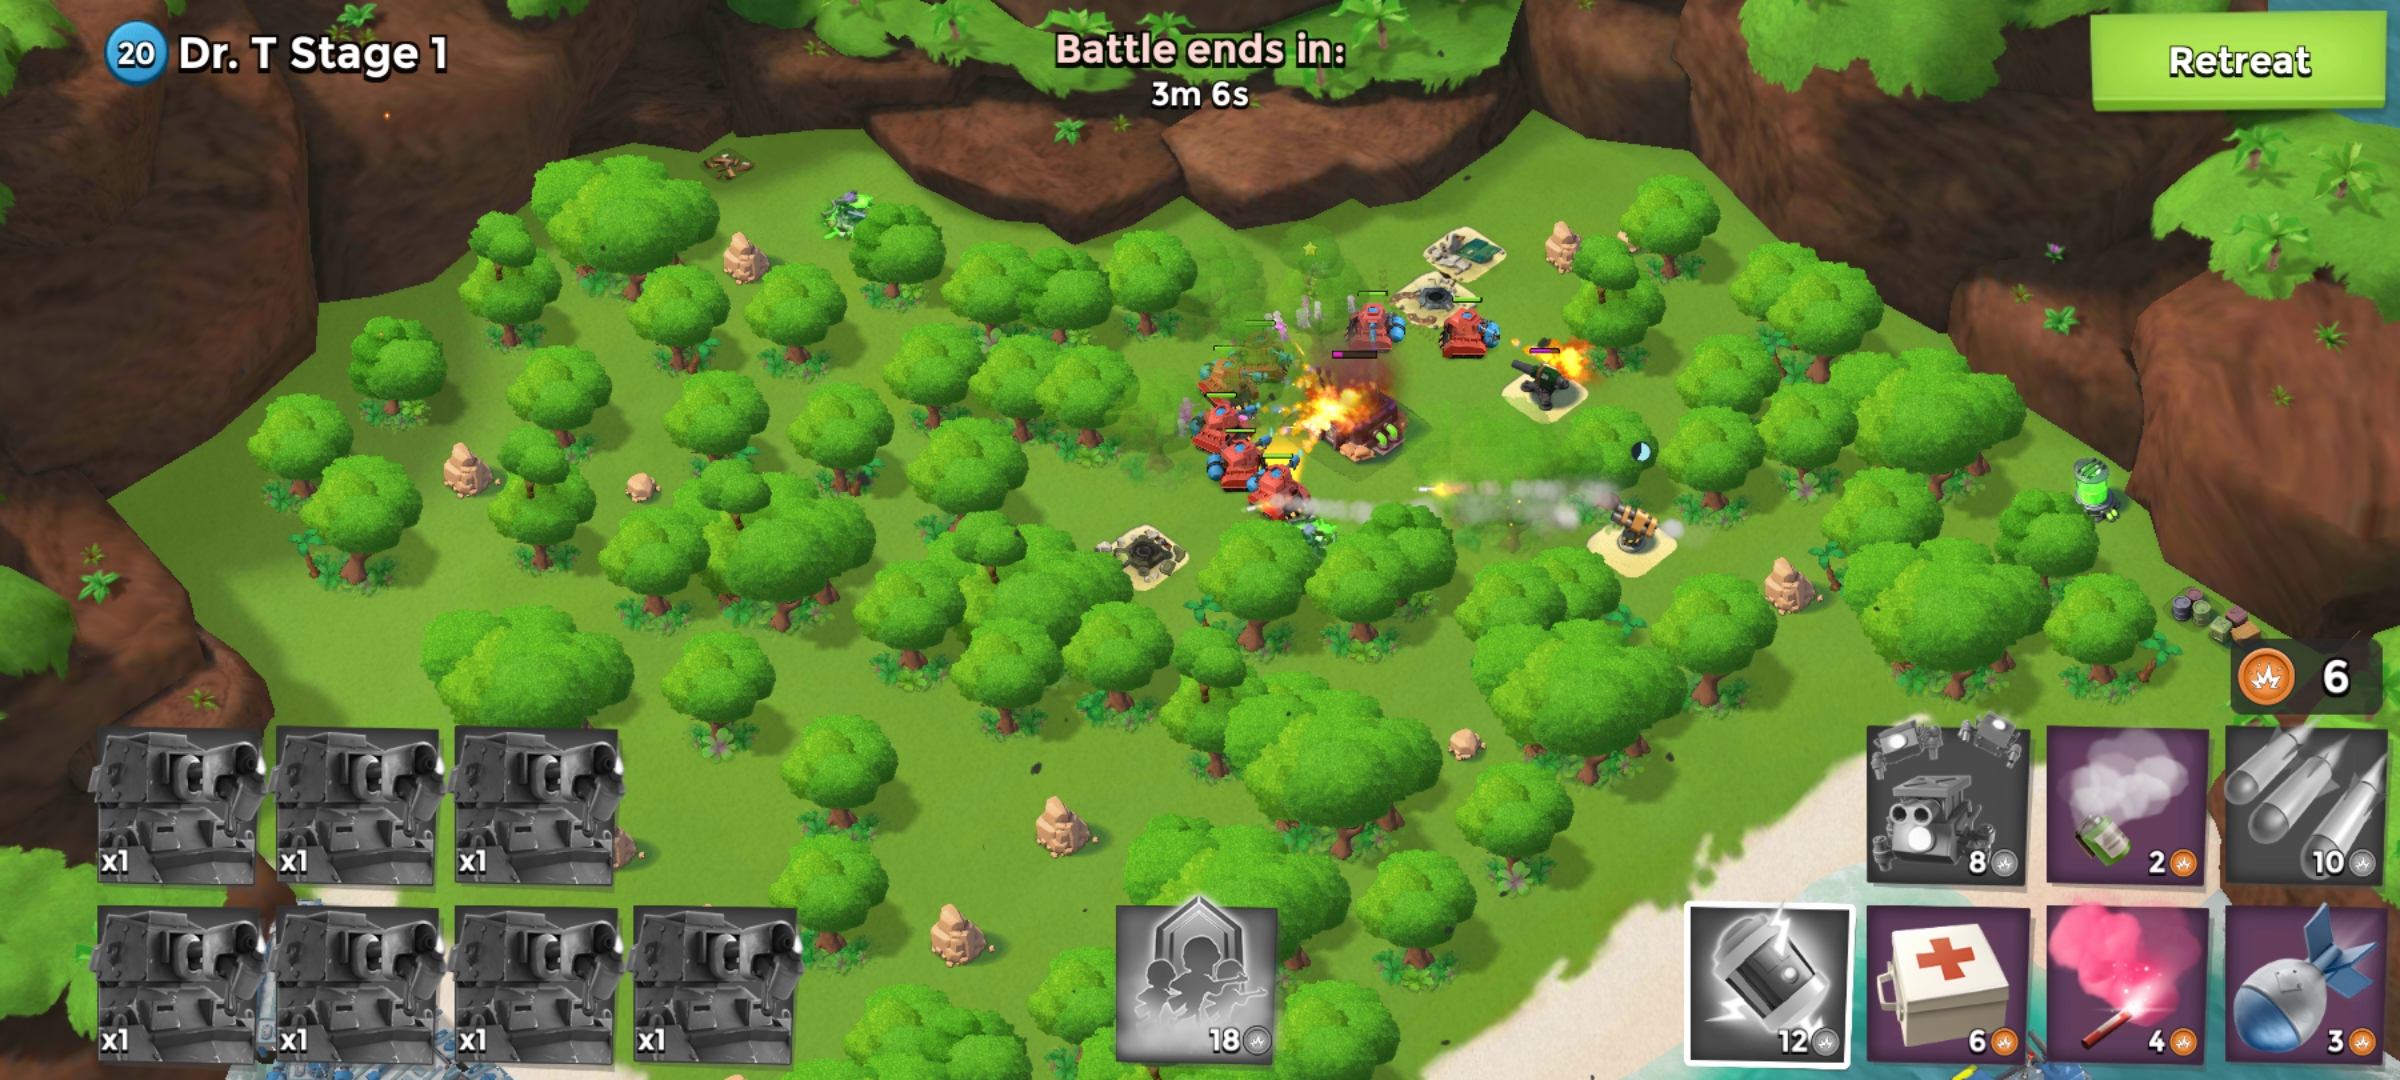 20 Dr. T Stage 1
Battle ends in:
3m 6s
Retreat
6
x1 x1 x1
8 2 10
x1 x1 x1 x1
18
12 6 4 3